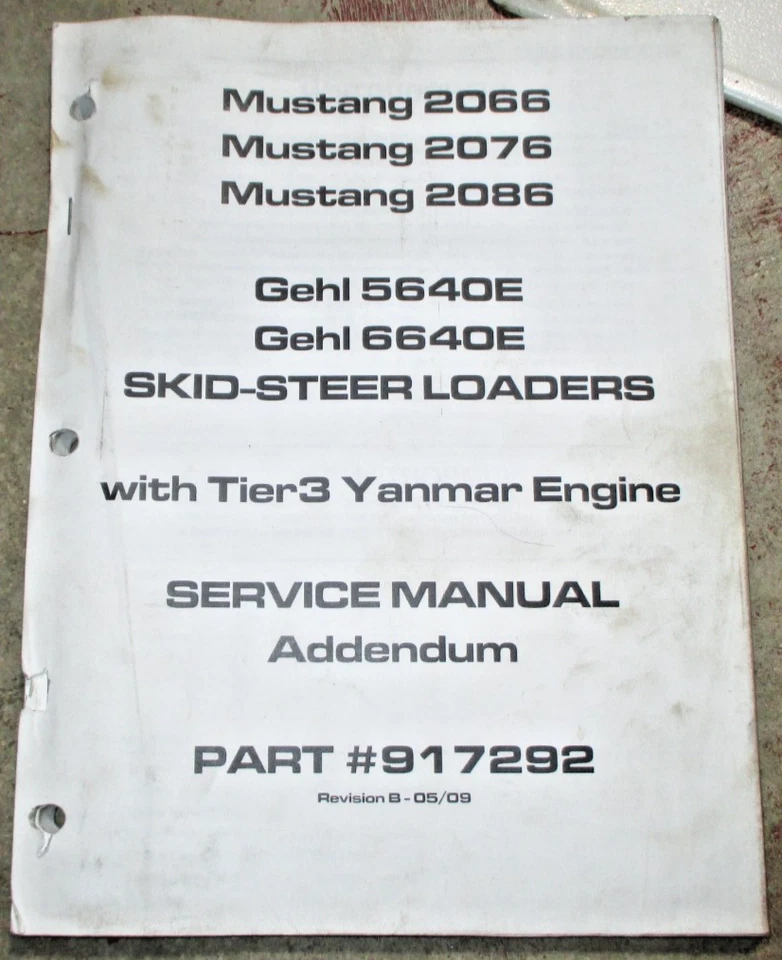 Mustang 2066
Mustang 2076
Mustang 2086
Gehl 5640E
Gehl 6640E
SKID-STEER LOADERS
with Tier3 Yanmar Engine
SERVICE MANUAL
Addendum
PART #917292
Revision B - 05/09